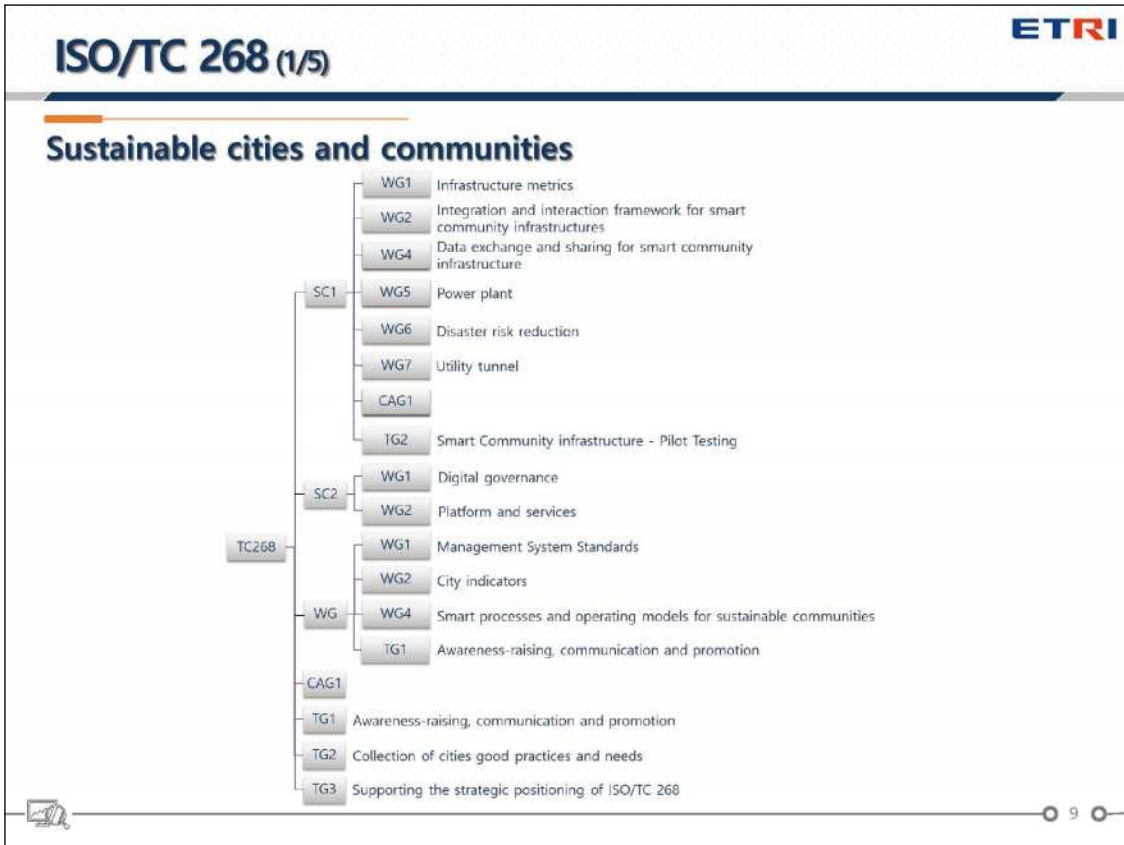 ISO/TC 268 (1/5)
ETRI
Sustainable cities and communities
WG1 Infrastructure metrics
WG2 Integration and interaction framework for smart
community infrastructures
WG4 Data exchange and sharing for smart community
infrastructure
SC1 WG5 Power plant
WG6 Disaster risk reduction
WG7 Utility tunnel
CAG1
TG2 Smart Community infrastructure - Pilot Testing
WG1 Digital governance
SC2
WG2 Platform and services
TC268 WG1 Management System Standards
WG2 City indicators
WG WG4 Smart processes and operating models for sustainable communities
TG1 Awareness-raising, communication and promotion
CAG1
TG1 Awareness-raising, communication and promotion
TG2 Collection of cities good practices and needs
TG3 Supporting the strategic positioning of ISO/TC 268
9